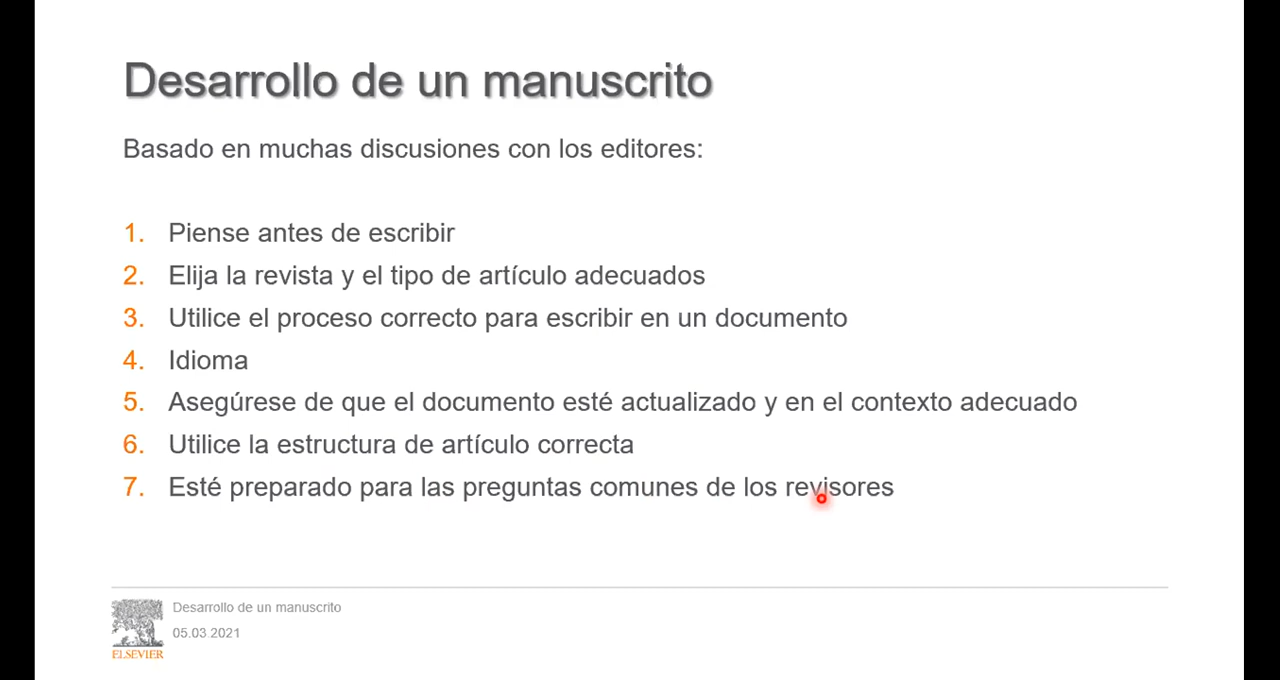 Desarrollo de un manuscrito
Basado en muchas discusiones con los editores:
1. Piense antes de escribir
2. Elija la revista y el tipo de artículo adecuados
3. Utilice el proceso correcto para escribir en un documento
4. Idioma
5. Asegúrese de que el documento esté actualizado y en el contexto adecuado
6. Utilice la estructura de artículo correcta
7. Esté preparado para las preguntas comunes de los revisores
Desarrollo de un manuscrito
05.03.2021
ELSEVIER